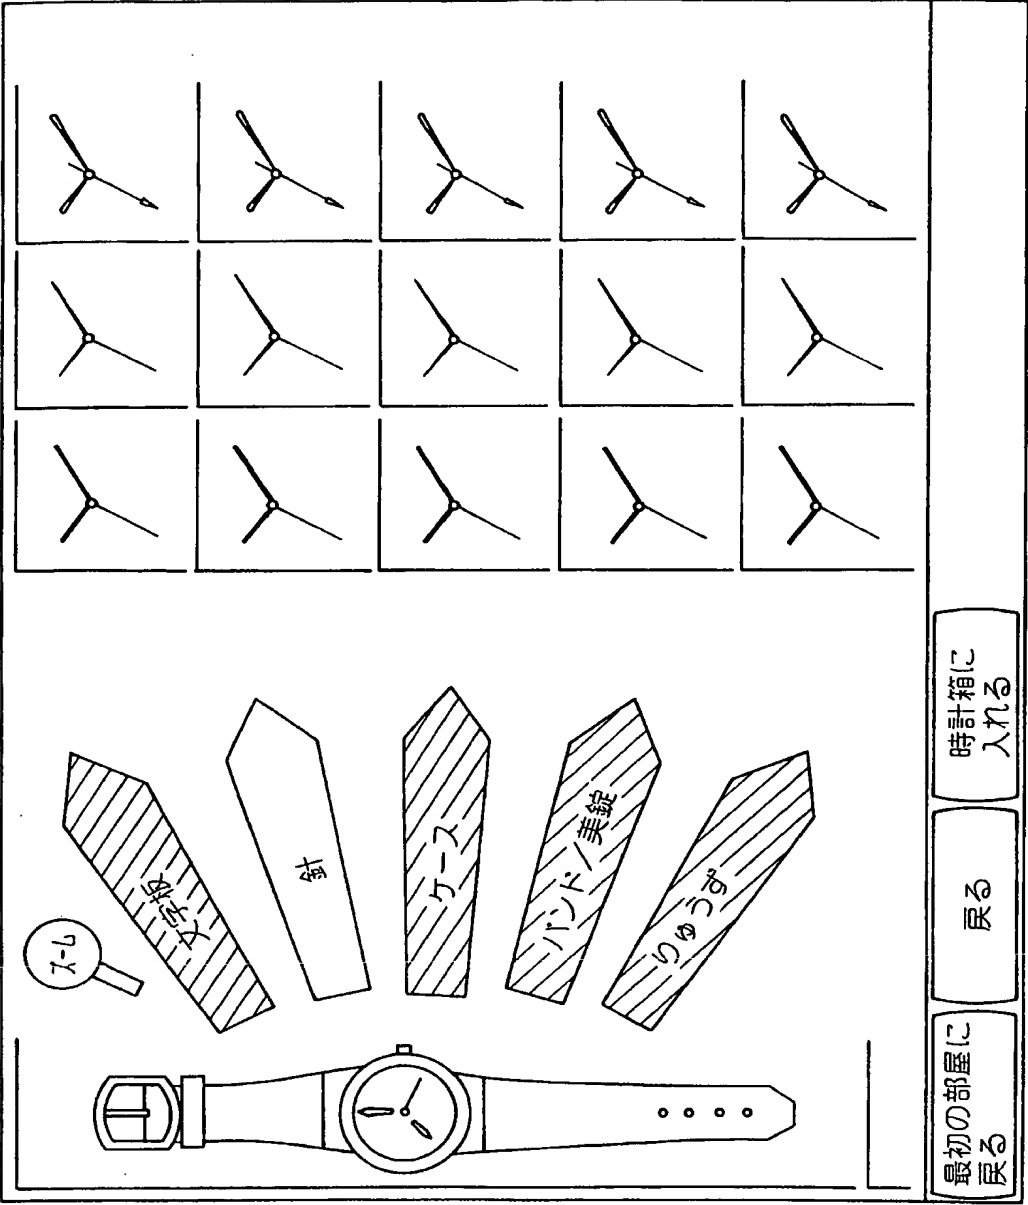 ズーム
文字板
針
ケース
バンド/美錠
りゅうず
最初の部屋に
戻る
戻る
時計箱に
入れる